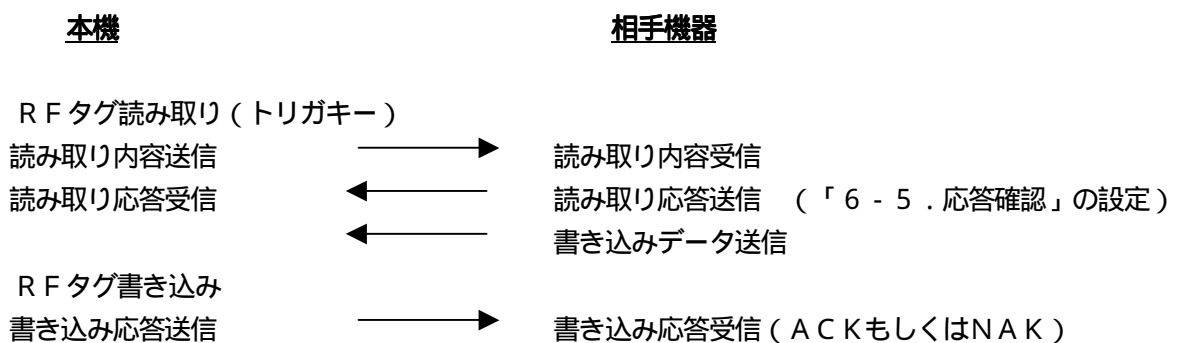 本機 相手機器
ＲＦタグ読み取り（トリガキー）
読み取り内容送信 読み取り内容受信
読み取り応答受信 読み取り応答送信 （「６－５．応答確認」の設定）
書き込みデータ送信
ＲＦタグ書き込み
書き込み応答送信 書き込み応答受信（ＡＣＫもしくはＮＡＫ）